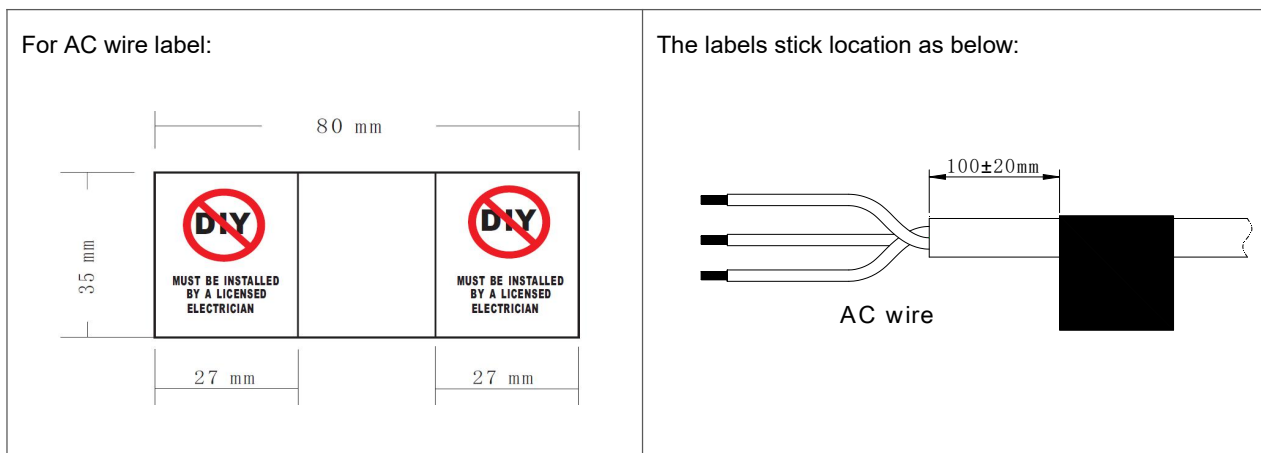 For AC wire label:
80 mm
35 mm
DIY
MUST BE INSTALLED
BY A LICENSED
ELECTRICIAN
DIY
MUST BE INSTALLED
BY A LICENSED
ELECTRICIAN
27 mm
27 mm
The labels stick location as below:
100±20mm
AC wire